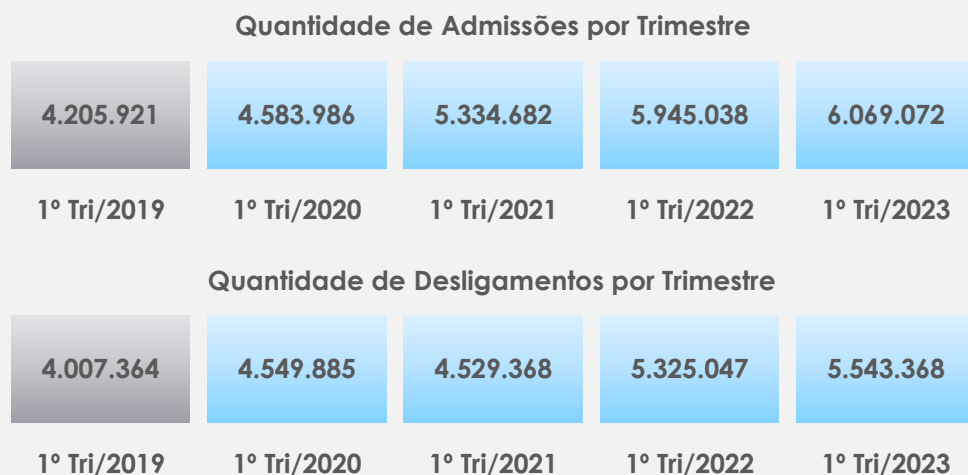 Quantidade de Admissões por Trimestre
4.205.921 4.583.986 5.334.682 5.945.038 6.069.072
1º Tri/2019 1º Tri/2020 1º Tri/2021 1º Tri/2022 1º Tri/2023
Quantidade de Desligamentos por Trimestre
4.007.364 4.549.885 4.529.368 5.325.047 5.543.368
1º Tri/2019 1º Tri/2020 1º Tri/2021 1º Tri/2022 1º Tri/2023